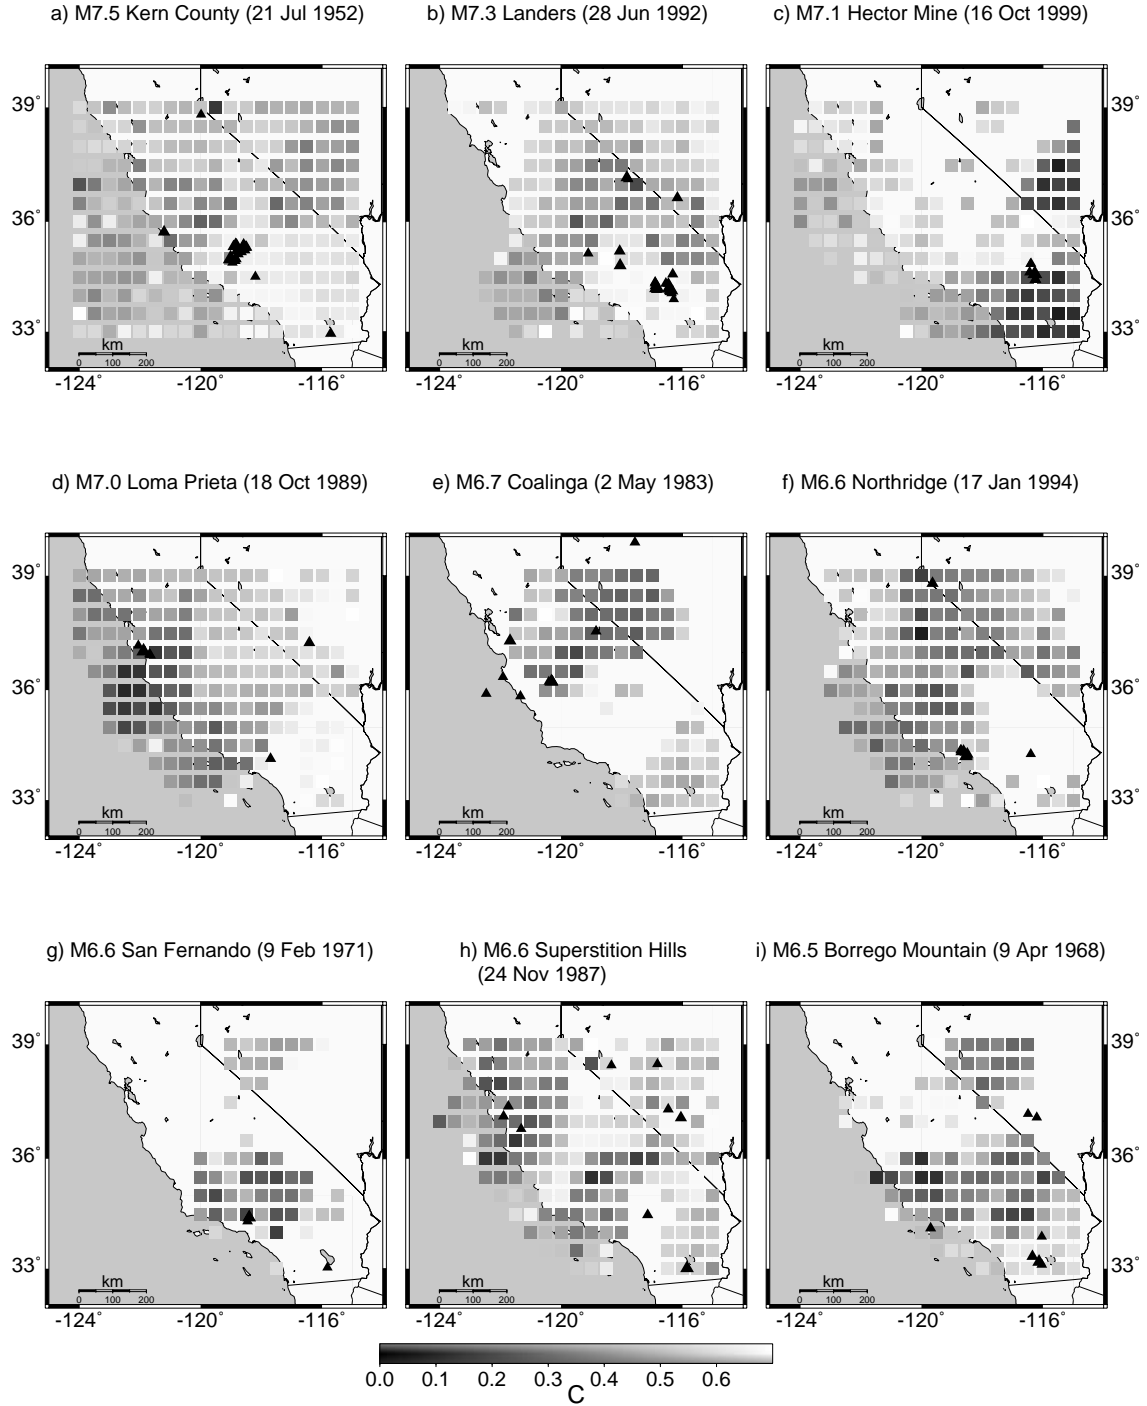 a) M7.5 Kern County (21 Jul 1952)
b) M7.3 Landers (28 Jun 1992)
c) M7.1 Hector Mine (16 Oct 1999)
39˚
36˚
33˚
km
0 100 200
-124˚ -120˚ -116˚
km
0 100 200
-124˚ -120˚ -116˚
km
0 100 200
-124˚ -120˚ -116˚
39˚
36˚
33˚
d) M7.0 Loma Prieta (18 Oct 1989)
e) M6.7 Coalinga (2 May 1983)
f) M6.6 Northridge (17 Jan 1994)
39˚
36˚
33˚
km
0 100 200
-124˚ -120˚ -116˚
km
0 100 200
-124˚ -120˚ -116˚
km
0 100 200
-124˚ -120˚ -116˚
39˚
36˚
33˚
g) M6.6 San Fernando (9 Feb 1971)
h) M6.6 Superstition Hills
(24 Nov 1987)
i) M6.5 Borrego Mountain (9 Apr 1968)
39˚
36˚
33˚
km
0 100 200
-124˚ -120˚ -116˚
km
0 100 200
-124˚ -120˚ -116˚
km
0 100 200
-124˚ -120˚ -116˚
39˚
36˚
33˚
0.0 0.1 0.2 0.3 0.4 0.5 0.6
C